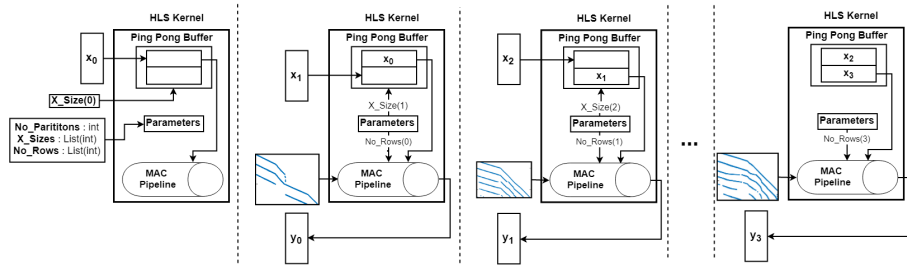 HLS Kernel
Ping Pong Buffer
x0
X_Size(0)
No_Parititons : int
X_Sizes : List(int)
No_Rows : List(int)
Parameters
MAC
Pipeline
HLS Kernel
Ping Pong Buffer
x0
x1
X_Size(1)
Parameters
No_Rows(0)
MAC
Pipeline
y0
HLS Kernel
Ping Pong Buffer
x2
x1
X_Size(2)
Parameters
No_Rows(1)
MAC
Pipeline
y1
...
HLS Kernel
Ping Pong Buffer
x2
x3
Parameters
No_Rows(3)
MAC
Pipeline
y3